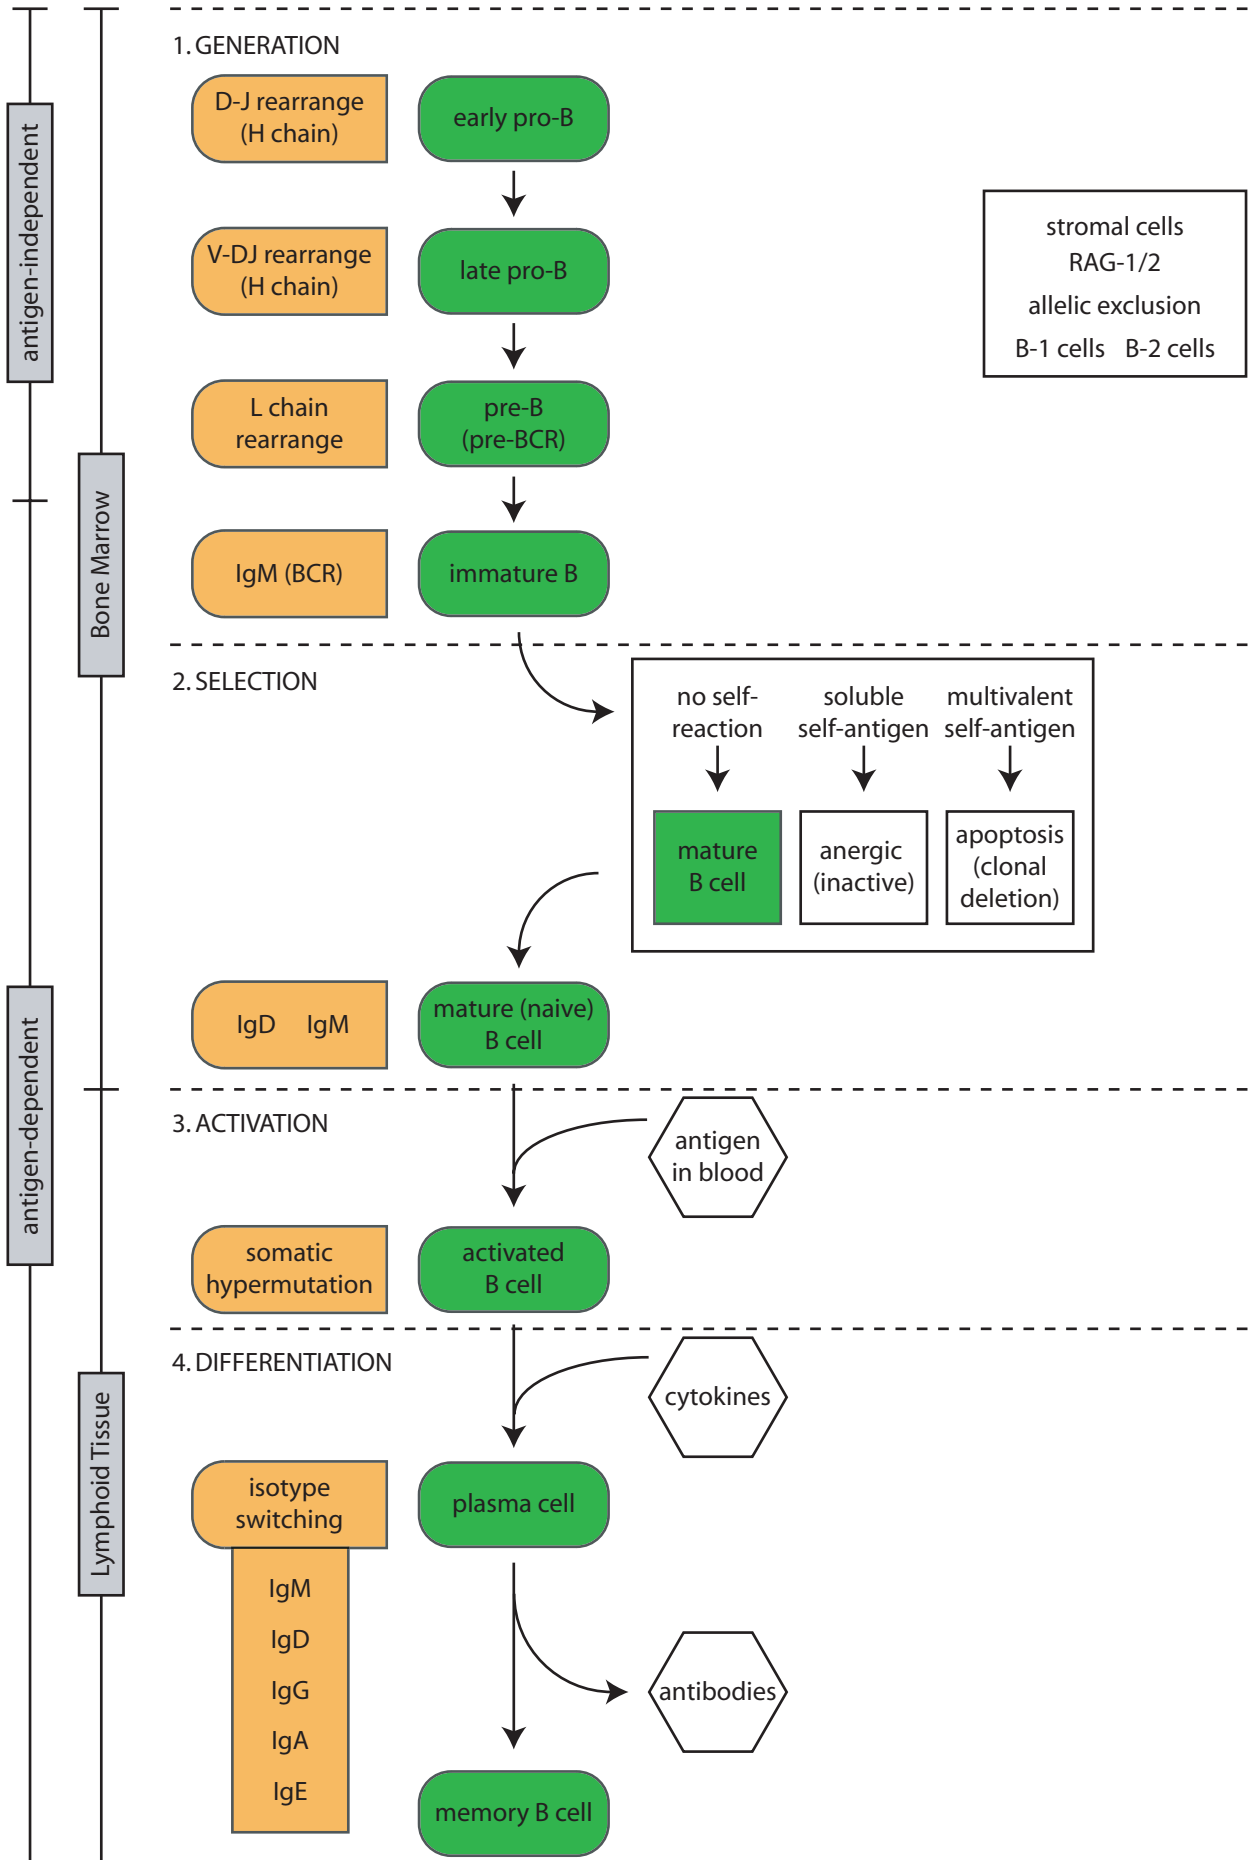 antigen-independent
antigen-dependent
Bone Marrow
Lymphoid Tissue
1. GENERATION
D-J rearrange
(H chain)
early pro-B
V-DJ rearrange
(H chain)
late pro-B
L chain
rearrange
pre-B
(pre-BCR)
IgM (BCR)
immature B
stromal cells
RAG-1/2
allelic exclusion
B-1 cells B-2 cells
2. SELECTION
no self-
reaction
soluble
self-antigen
multivalent
self-antigen
mature
B cell
anergic
(inactive)
apoptosis
(clonal
deletion)
IgD IgM
mature (naive)
B cell
3. ACTIVATION
antigen
in blood
somatic
hypermutation
activated
B cell
4. DIFFERENTIATION
cytokines
isotype
switching
plasma cell
IgM
IgD
IgG
IgA
IgE
antibodies
memory B cell